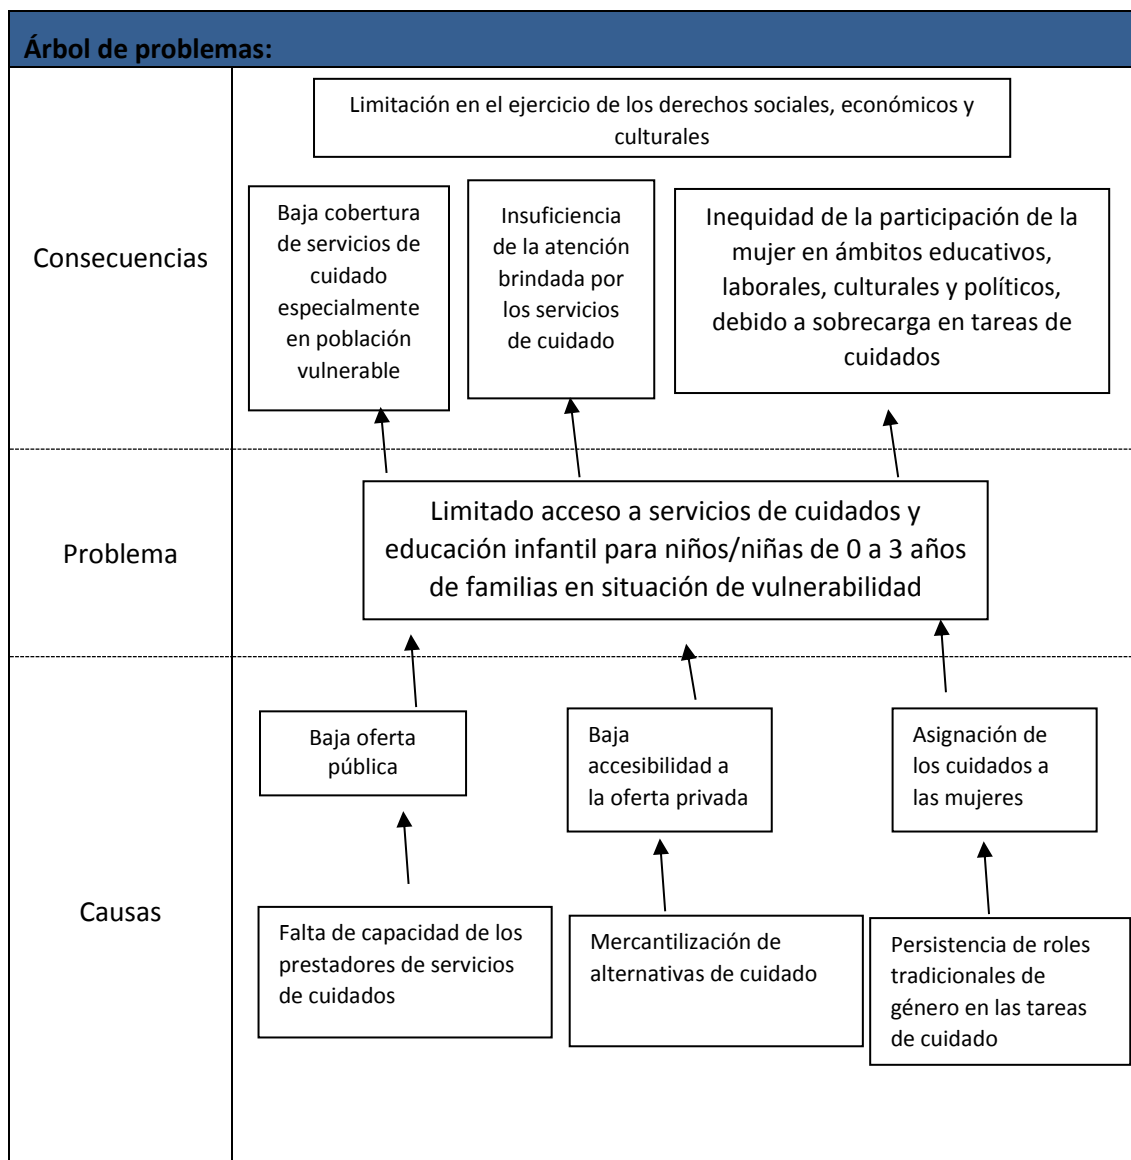 Árbol de problemas:
Limitación en el ejercicio de los derechos sociales, económicos y
culturales
Consecuencias
Baja cobertura
de servicios de
cuidado
especialmente
en población
vulnerable
Insuficiencia
de la atención
brindada por
los servicios
de cuidado
Inequidad de la participación de la
mujer en ámbitos educativos,
laborales, culturales y políticos,
debido a sobrecarga en tareas de
cuidados
Problema
Limitado acceso a servicios de cuidados y
educación infantil para niños/niñas de 0 a 3 años
de familias en situación de vulnerabilidad
Causas
Baja oferta
pública
Baja
accesibilidad a
la oferta privada
Asignación de
los cuidados a
las mujeres
Falta de capacidad de los
prestadores de servicios
de cuidados
Mercantilización de
alternativas de cuidado
Persistencia de roles
tradicionales de
género en las tareas
de cuidado